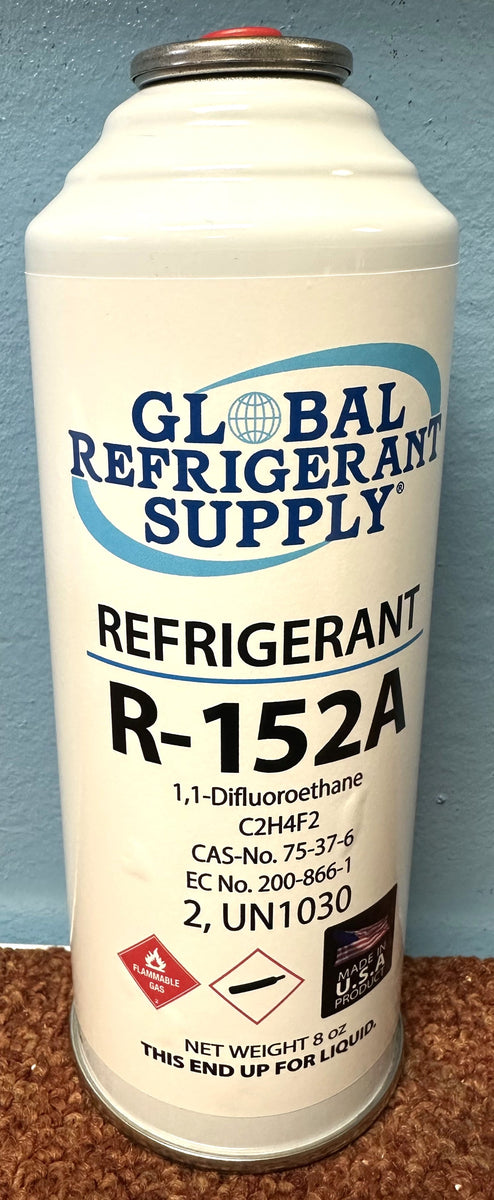 GLOBAL
REFRIGERANT
SUPPLY®
REFRIGERANT
R-152A
1,1-Difluoroethane
C2H4F2
CAS-No. 75-37-6
EC No. 200-866-1
2, UN1030
FLAMMABLE
GAS
2
MADE IN
U.S.A
PRODUCT
NET WEIGHT 8 oz
THIS END UP FOR LIQUID.